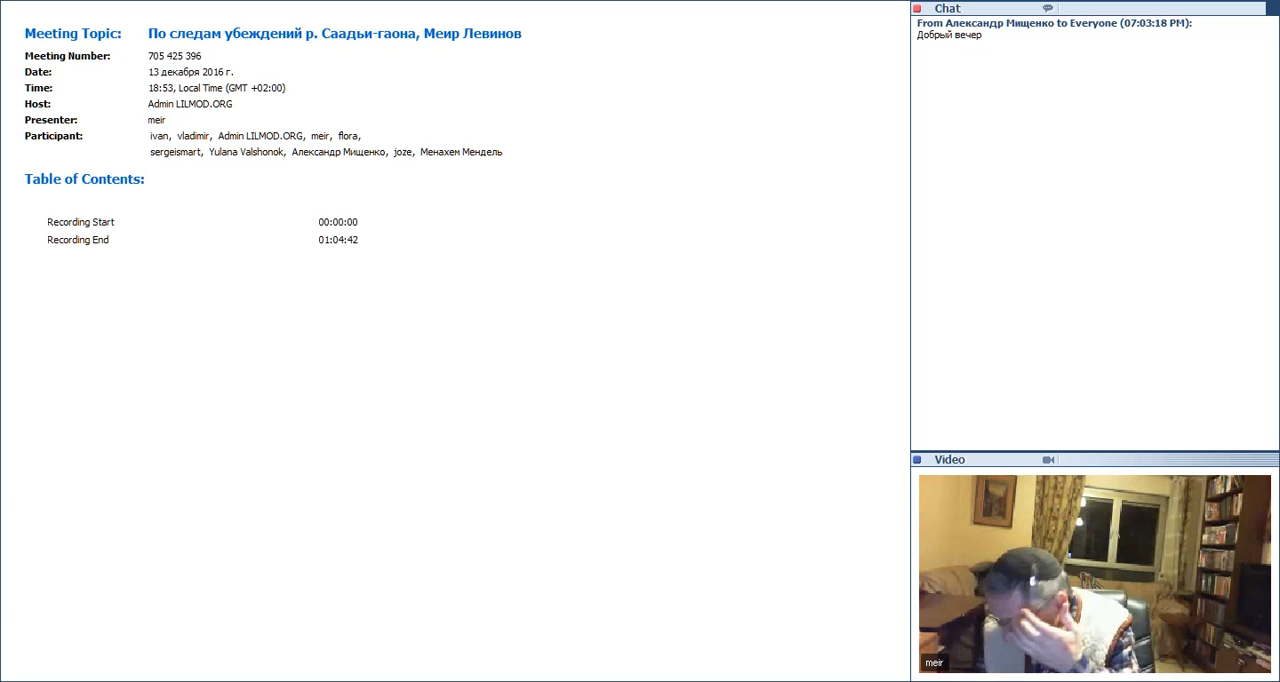 Meeting Topic: По следам убеждений р. Саадьи-гаона, Меир Левинов
Meeting Number: 705 425 396
Date: 13 декабря 2016 г.
Time: 18:53, Local Time (GMT +02:00)
Host: Admin LILMOD.ORG
Presenter: meir
Participant: ivan, vladimir, Admin LILMOD.ORG, meir, flora,
sergeismart, Yulana Valshonok, Александр Мищенко, joze, Менахем Мендель
Table of Contents:
Recording Start 00:00:00
Recording End 01:04:42
Chat
From Александр Мищенко to Everyone (07:03:18 PM):
Добрый вечер
Video
meir